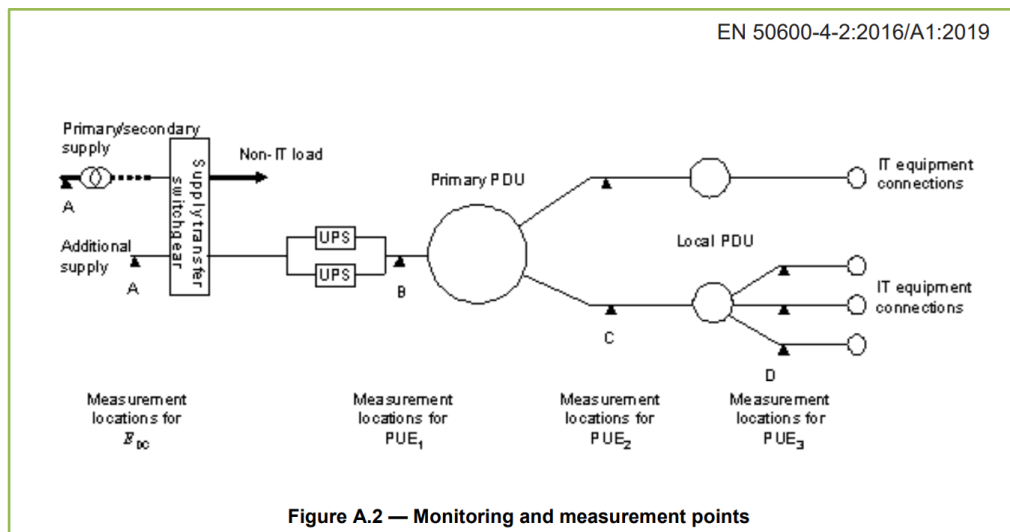 EN 50600-4-2:2016/A1:2019
Primary/secondary
supply
Non-IT load
Supply transfer
switchgear
A
Additional
supply
A
UPS
UPS
B
Primary PDU
C
Local PDU
D
IT equipment
connections
IT equipment
connections
Measurement
locations for
E_DC
Measurement
locations for
PUE₁
Measurement
locations for
PUE₂
Measurement
locations for
PUE₃
Figure A.2 — Monitoring and measurement points